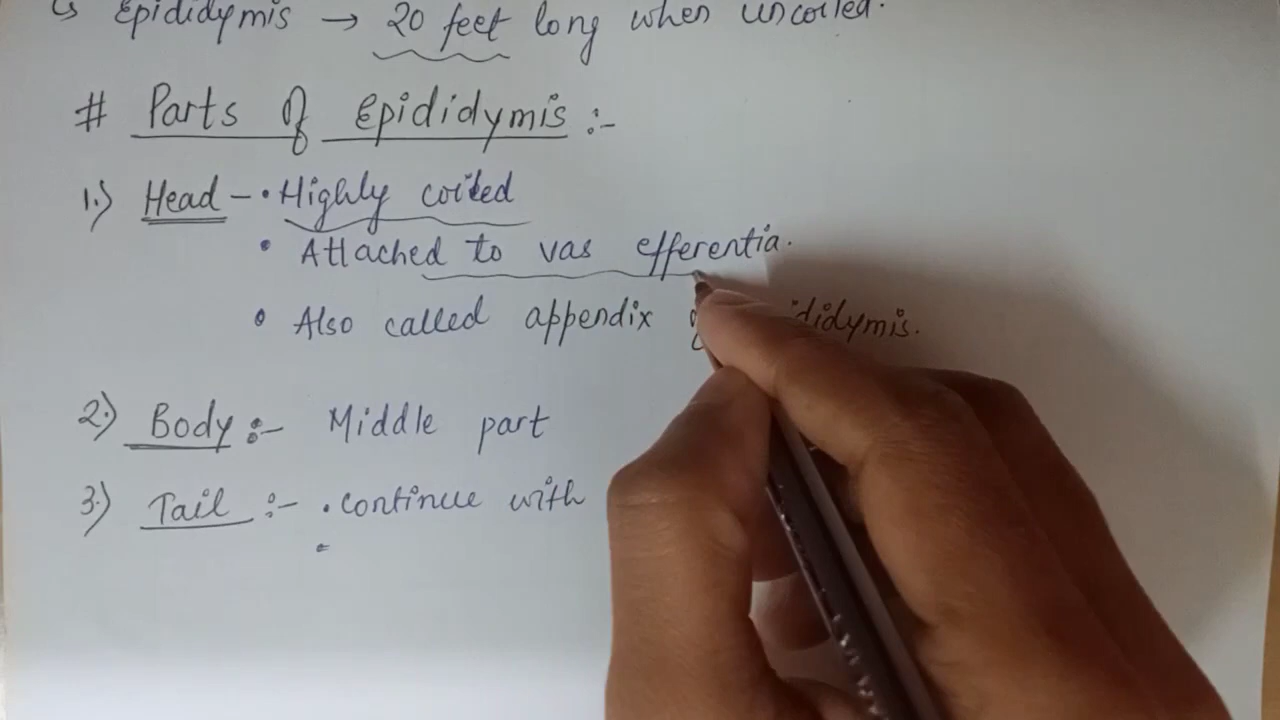 ↳ Epididymis → 20 feet long when uncoiled.
# Parts of Epididymis :-
1.) Head - • Highly coiled
• Attached to vas efferentia.
• Also called appendix
2.) Body :- Middle part
3.) Tail :- • continue with